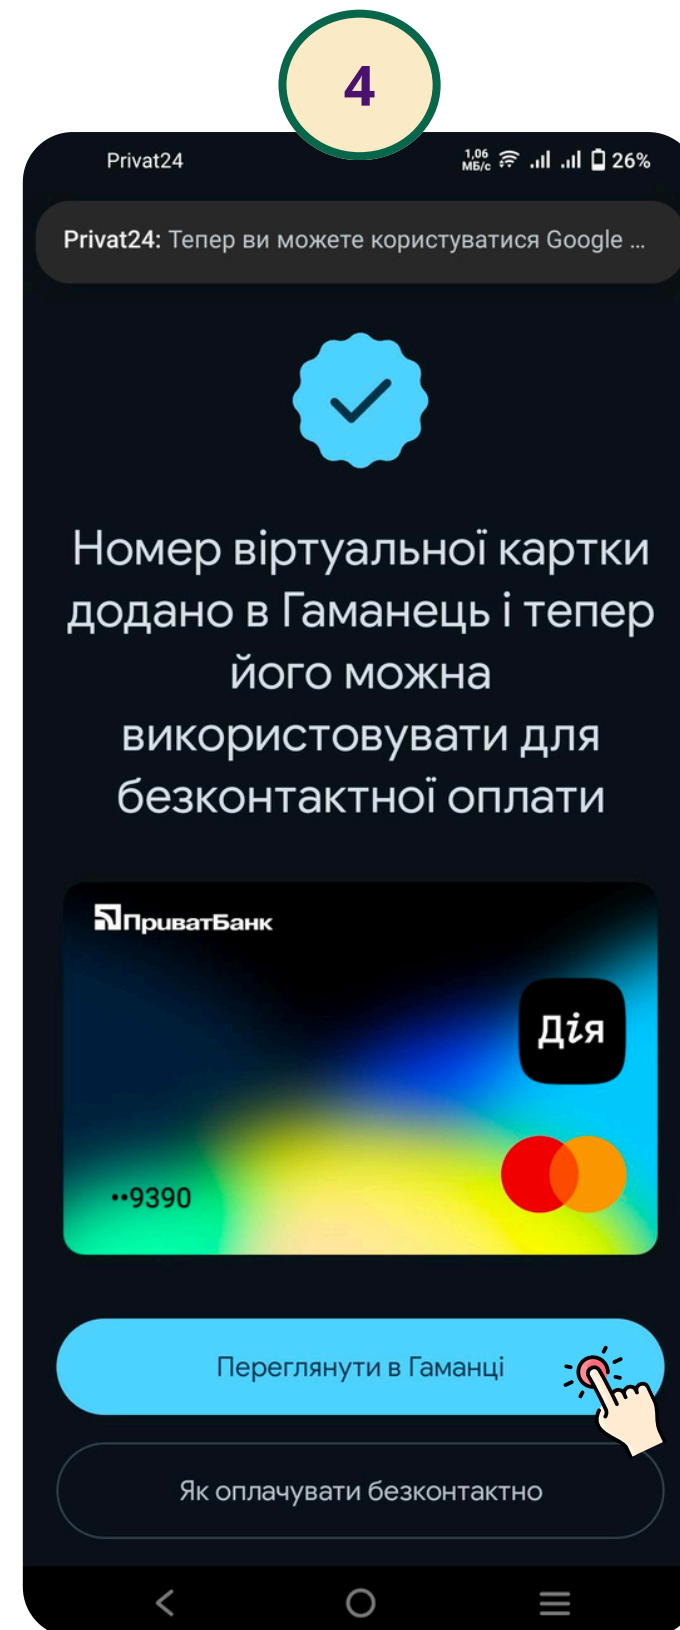 4
Privat24
1,06
МБ/с
26%
Privat24: Тепер ви можете користуватися Google ...
Номер віртуальної картки
додано в Гаманець і тепер
його можна
використовувати для
безконтактної оплати
ПриватБанк
Дія
••9390
Переглянути в Гаманці
Як оплачувати безконтактно